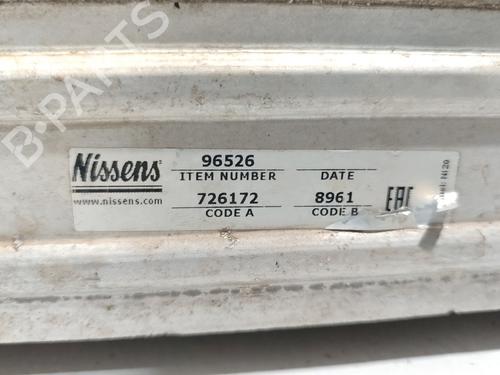 B-PARTS
Nissens
www.nissens.com
96526
ITEM NUMBER
DATE
726172
8961
CODE A
CODE B
EAC